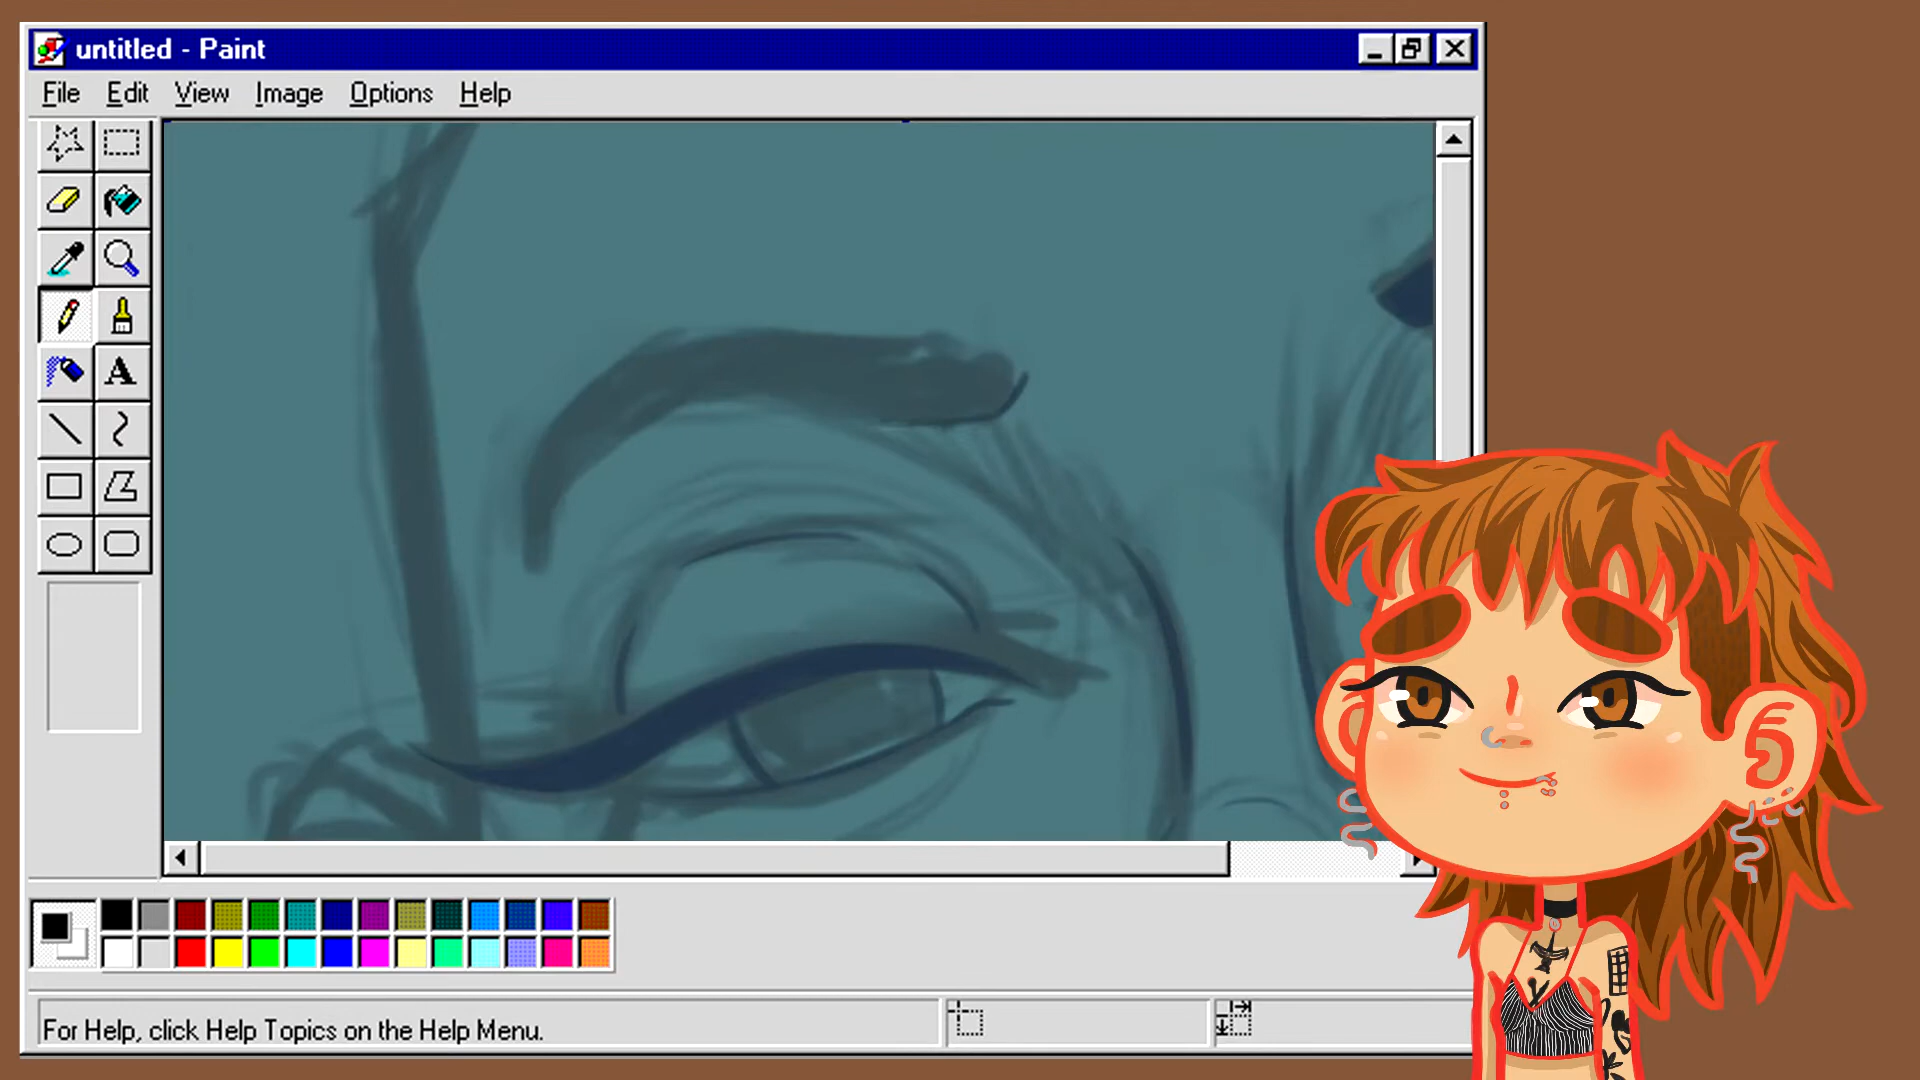 untitled - Paint
File Edit View Image Options Help
A
For Help, click Help Topics on the Help Menu.